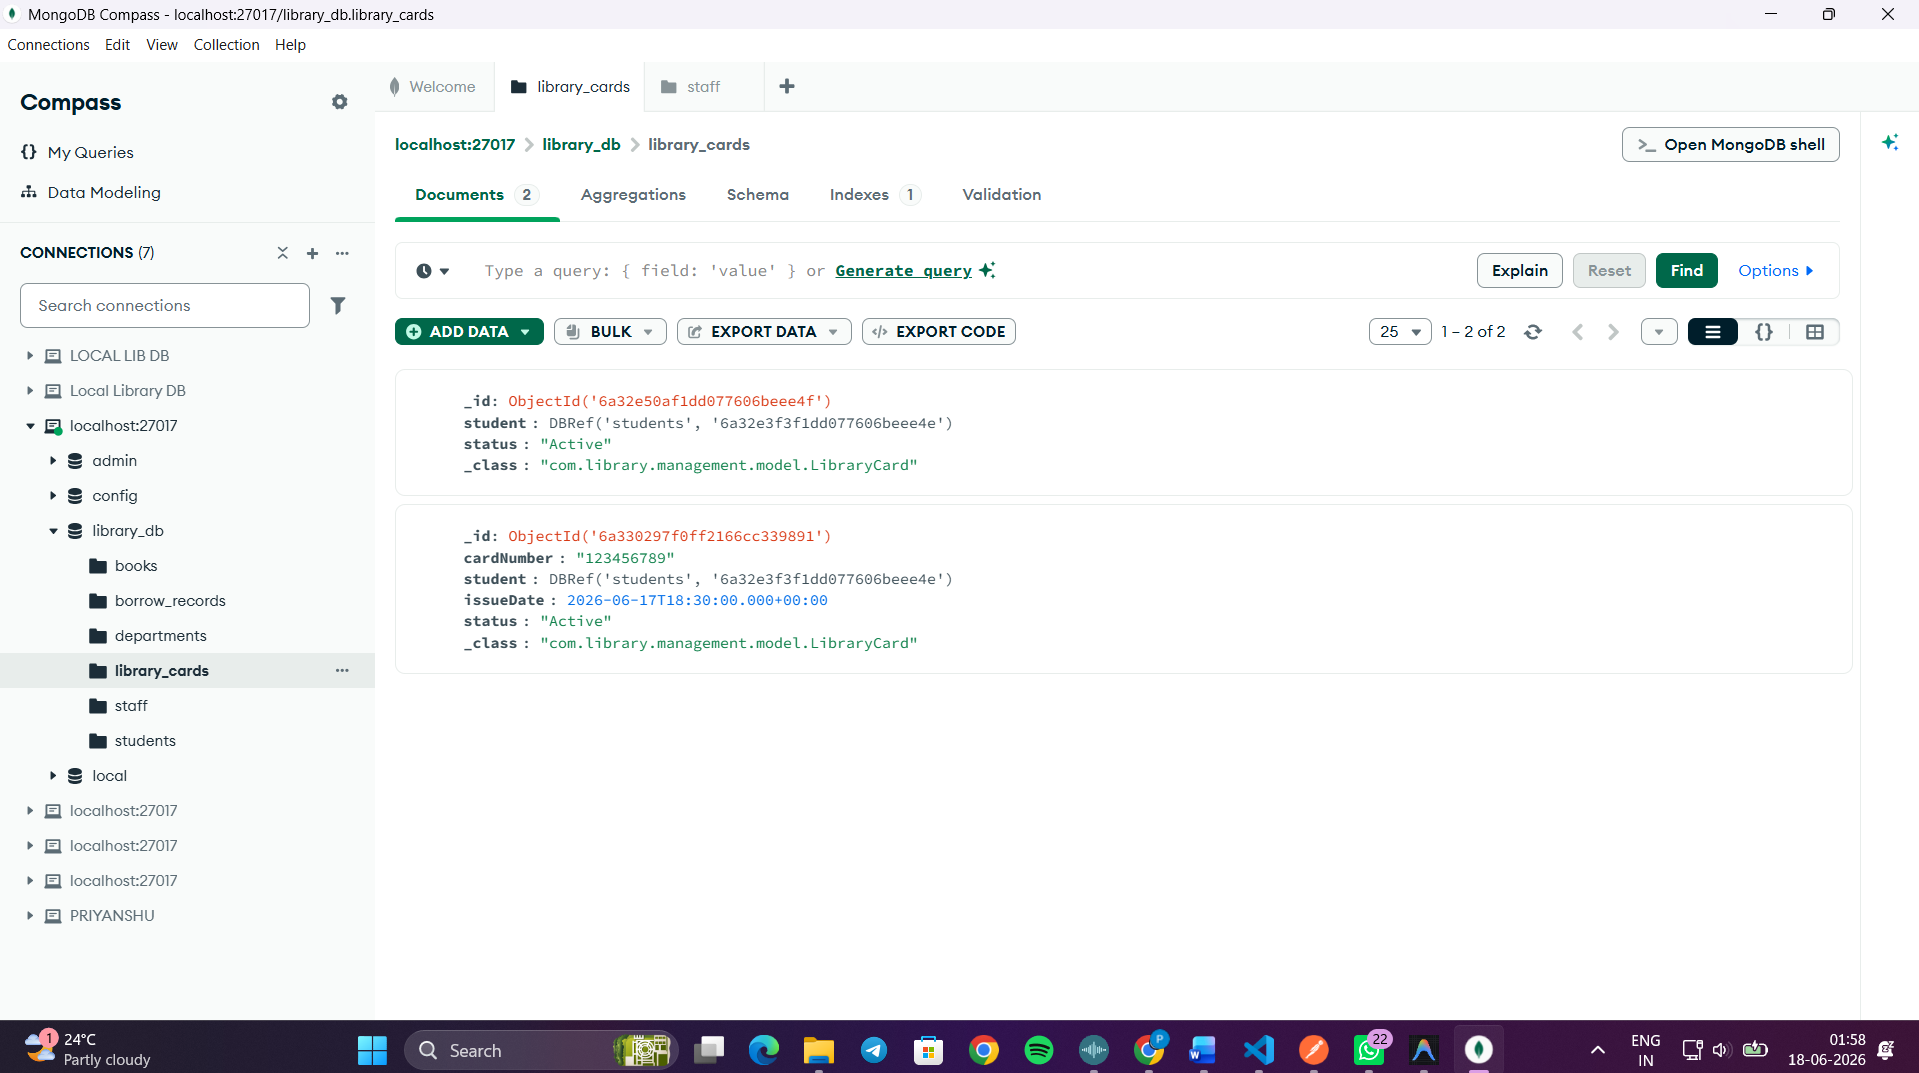 MongoDB Compass - localhost:27017/library_db.library_cards
Connections Edit View Collection Help
Compass
My Queries
Data Modeling
CONNECTIONS (7)
Search connections
LOCAL LIB DB
Local Library DB
localhost:27017
admin
config
library_db
books
borrow_records
departments
library_cards
staff
students
local
localhost:27017
localhost:27017
localhost:27017
PRIYANSHU
Welcome
library_cards
staff
localhost:27017 > library_db > library_cards
>_ Open MongoDB shell
Documents 2 Aggregations Schema Indexes 1 Validation
Type a query: { field: 'value' } or Generate query
Explain Reset Find Options
ADD DATA BULK EXPORT DATA </> EXPORT CODE
25 1 – 2 of 2 {}
_id: ObjectId('6a32e50af1dd077606beee4f')
student : DBRef('students', '6a32e3f3f1dd077606beee4e')
status : "Active"
_class : "com.library.management.model.LibraryCard"
_id: ObjectId('6a330297f0ff2166cc339891')
cardNumber : "123456789"
student : DBRef('students', '6a32e3f3f1dd077606beee4e')
issueDate : 2026-06-17T18:30:00.000+00:00
status : "Active"
_class : "com.library.management.model.LibraryCard"
1
24°C
Partly cloudy
Search
P
22
ENG
IN
01:58
18-06-2026